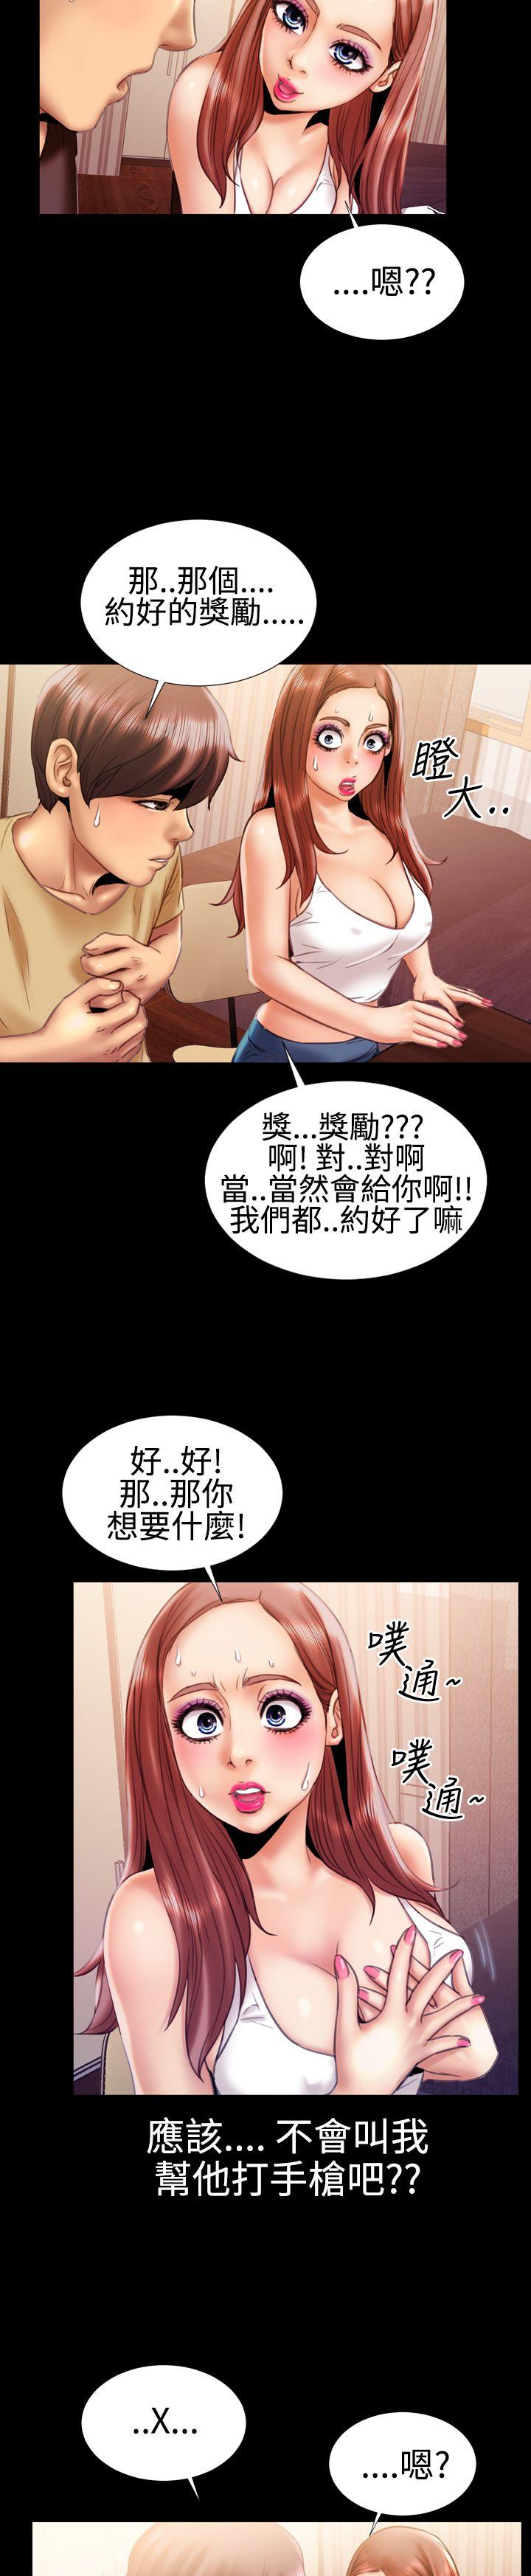 ....嗯??
那..那個....
約好的獎勵.....
瞪
大..
獎...獎勵???
啊! 對..對啊
當..當然會給你啊!!
我們都..約好了嘛
好..好!
那..那你
想要什麼!
噗
通~
噗
通~
應該.... 不會叫我
幫他打手槍吧??
..X...
....嗯?